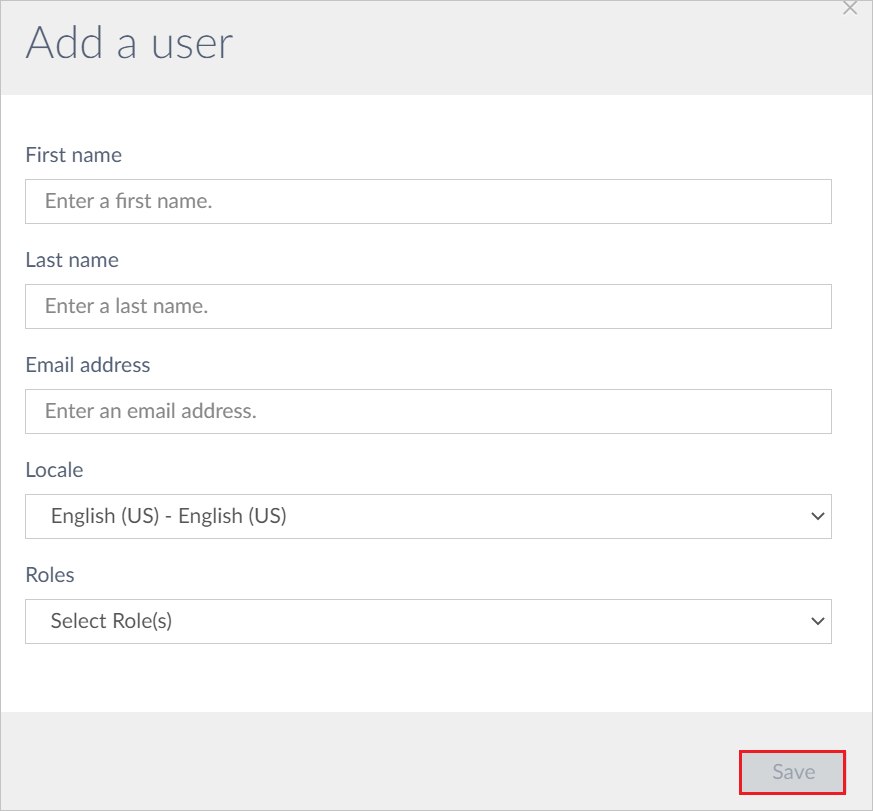 Add a user
First name
Enter a first name.
Last name
Enter a last name.
Email address
Enter an email address.
Locale
English (US) - English (US)
Roles
Select Role(s)
Save